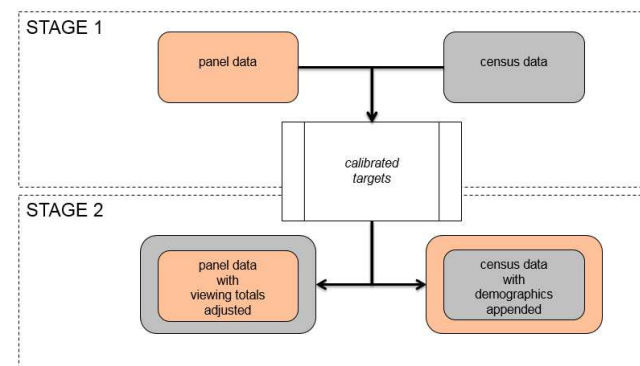 STAGE 1
panel data
census data
calibrated
targets
STAGE 2
panel data
with
viewing totals
adjusted
census data
with
demographics
appended